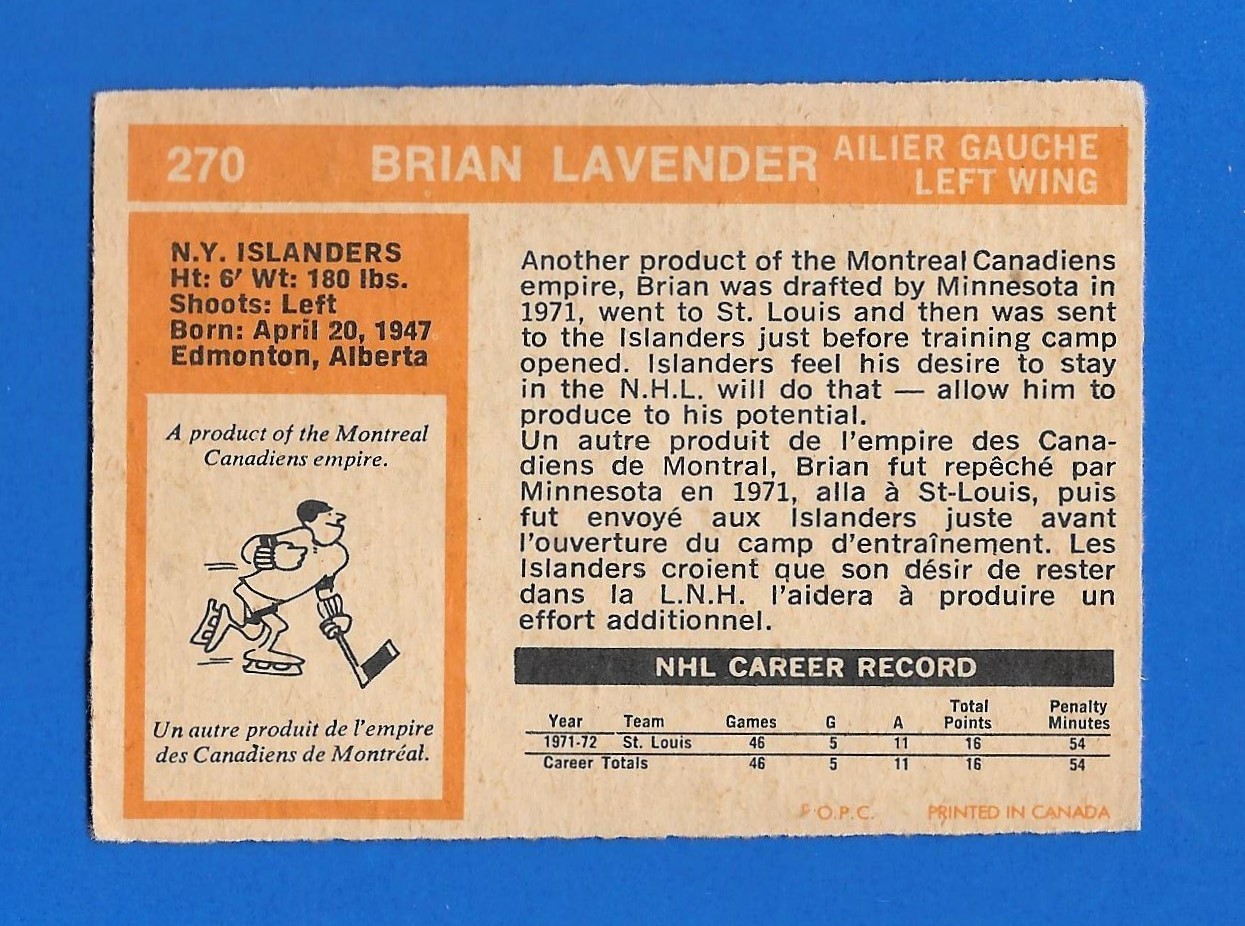 270 BRIAN LAVENDER AILIER GAUCHE
LEFT WING
N.Y. ISLANDERS
Ht: 6' Wt: 180 lbs.
Shoots: Left
Born: April 20, 1947
Edmonton, Alberta
A product of the Montreal
Canadiens empire.
Un autre produit de l'empire
des Canadiens de Montréal.
Another product of the Montreal Canadiens
empire, Brian was drafted by Minnesota in
1971, went to St. Louis and then was sent
to the Islanders just before training camp
opened. Islanders feel his desire to stay
in the N.H.L. will do that — allow him to
produce to his potential.
Un autre produit de l'empire des Cana-
diens de Montral, Brian fut repêché par
Minnesota en 1971, alla à St-Louis, puis
fut envoyé aux Islanders juste avant
l'ouverture du camp d'entraînement. Les
Islanders croient que son désir de rester
dans la L.N.H. l'aidera à produire un
effort additionnel.
NHL CAREER RECORD
Year Team Games G A Total Points Penalty Minutes
1971-72 St. Louis 46 5 11 16 54
Career Totals 46 5 11 16 54
O.P.C. PRINTED IN CANADA